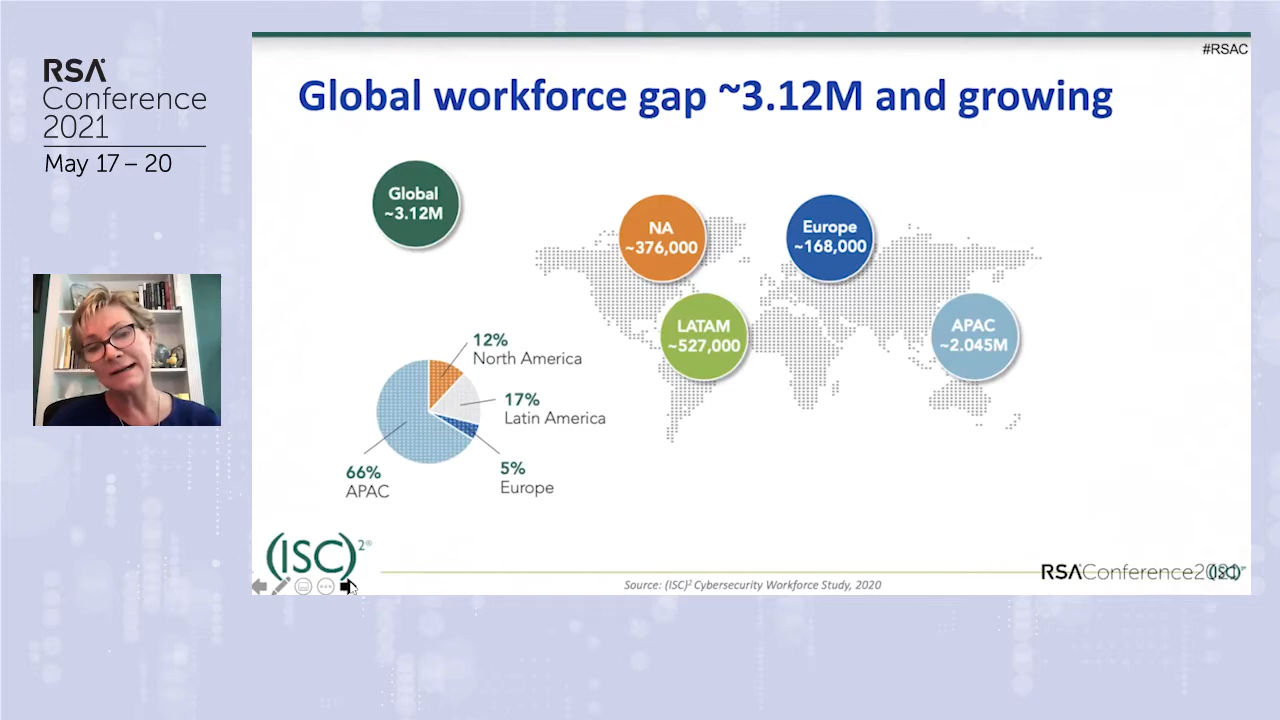 RSA
Conference
2021
May 17 – 20
#RSAC
Global workforce gap ~3.12M and growing
Global
~3.12M
NA
~376,000
Europe
~168,000
LATAM
~527,000
APAC
~2.045M
12%
North America
17%
Latin America
5%
Europe
66%
APAC
(ISC)²®
Source: (ISC)² Cybersecurity Workforce Study, 2020
RSAConference2021
(ISC)²